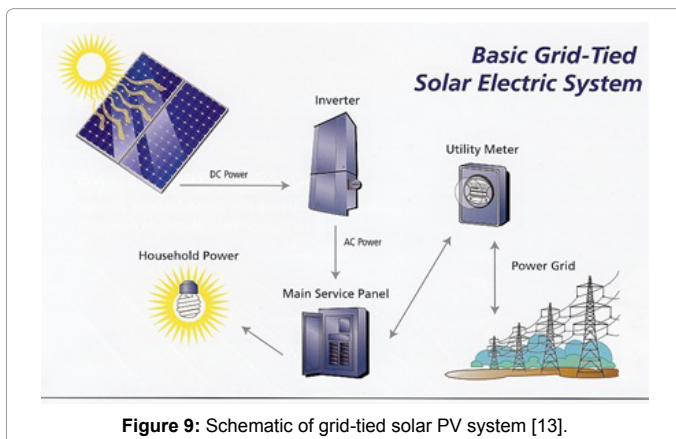 Basic Grid-Tied
Solar Electric System
Inverter
Utility Meter
DC Power
AC Power
Household Power
Power Grid
Main Service Panel
Figure 9: Schematic of grid-tied solar PV system [13].